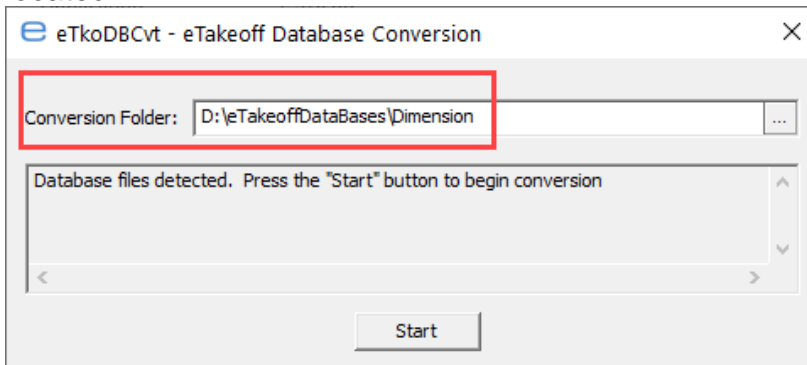 eTkoDBCvt - eTakeoff Database Conversion
Conversion Folder: D:\eTakeoffDataBases\Dimension
...
Database files detected. Press the "Start" button to begin conversion
Start